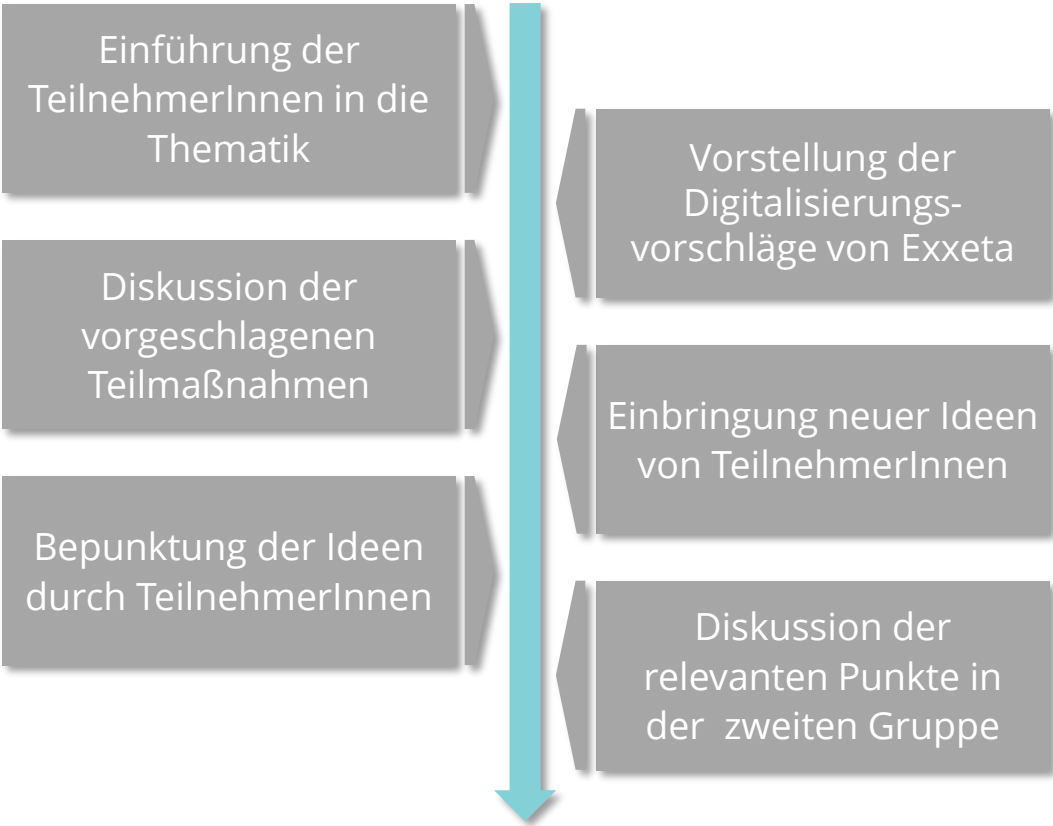 Einführung der
TeilnehmerInnen in die
Thematik
Vorstellung der
Digitalisierungs-
vorschläge von Exxeta
Diskussion der
vorgeschlagenen
Teilmaßnahmen
Einbringung neuer Ideen
von TeilnehmerInnen
Bepunktung der Ideen
durch TeilnehmerInnen
Diskussion der
relevanten Punkte in
der zweiten Gruppe